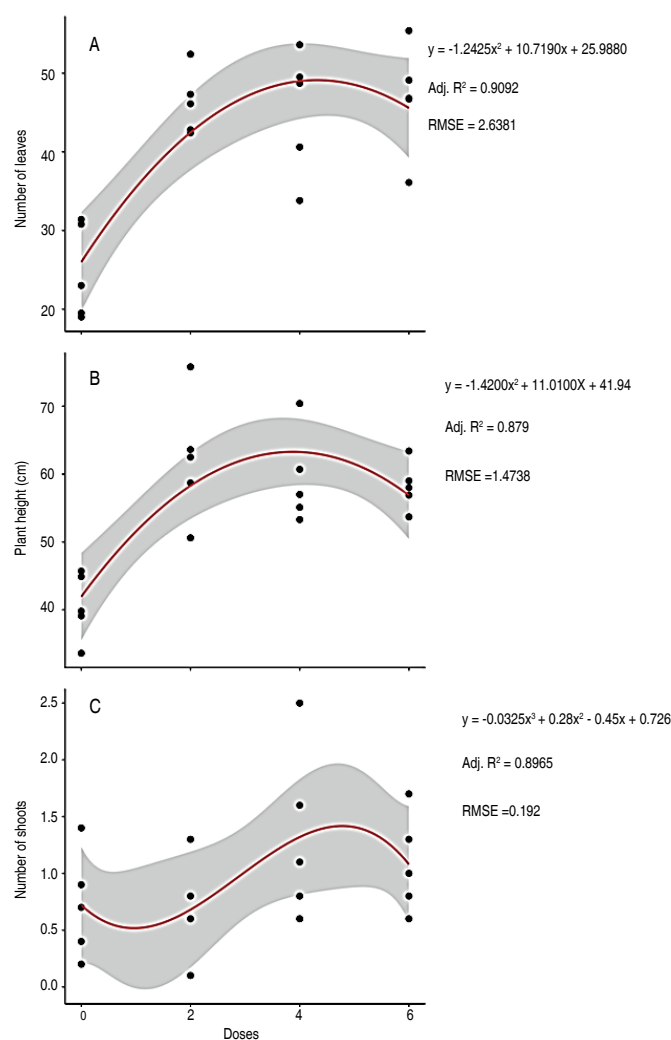 A
y = -1.2425x² + 10.7190x + 25.9880
Adj. R² = 0.9092
RMSE = 2.6381
Number of leaves
50
40
30
20
B
y = -1.4200x² + 11.0100X + 41.94
Adj. R² = 0.879
RMSE =1.4738
Plant height (cm)
70
60
50
40
C
y = -0.0325x³ + 0.28x² - 0.45x + 0.726
Adj. R² = 0.8965
RMSE =0.192
Number of shoots
2.5
2.0
1.5
1.0
0.5
0.0
0 2 4 6
Doses